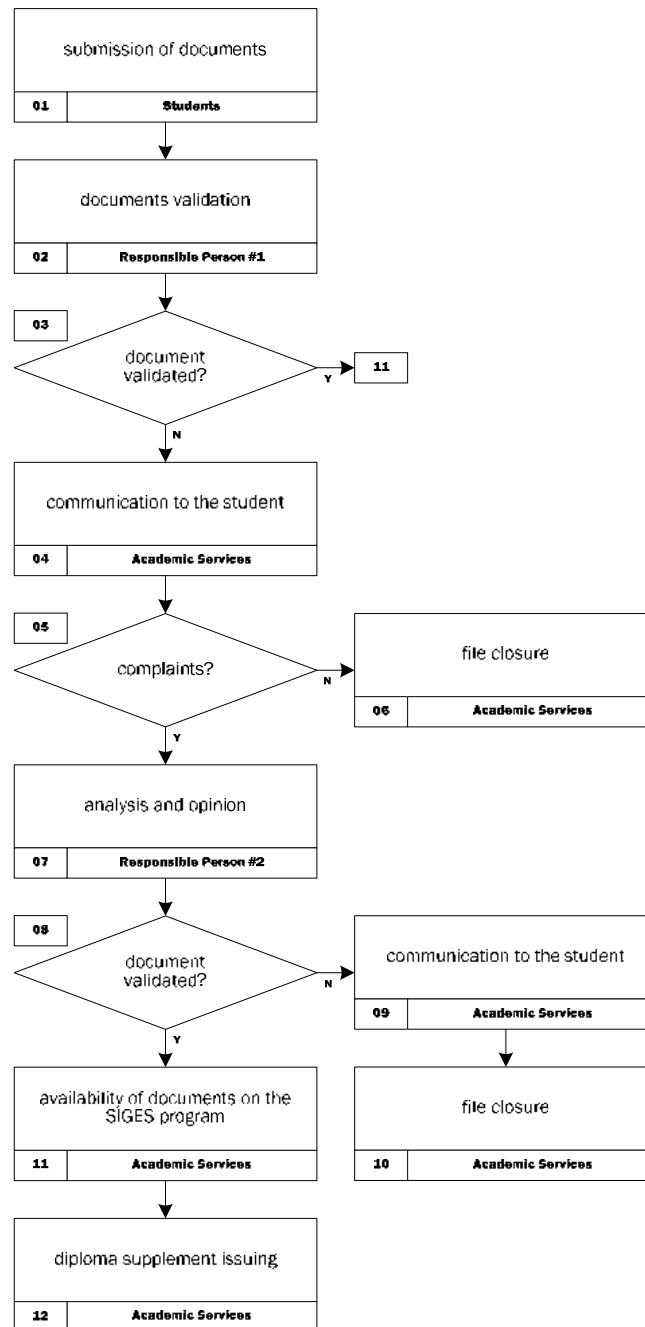 submission of documents
01 Students
documents validation
02 Responsible Person #1
03
document
validated?
Y
11
N
communication to the student
04 Academic Services
05
complaints?
N
file closure
06 Academic Services
Y
analysis and opinion
07 Responsible Person #2
08
document
validated?
N
communication to the student
09 Academic Services
Y
availability of documents on the
SIGES program
11 Academic Services
file closure
10 Academic Services
diploma supplement issuing
12 Academic Services